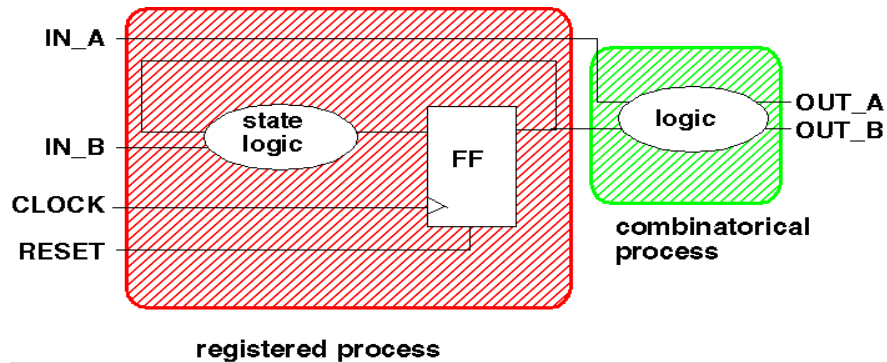 IN_A
IN_B
CLOCK
RESET
state
logic
FF
logic
OUT_A
OUT_B
combinatorical
process
registered process